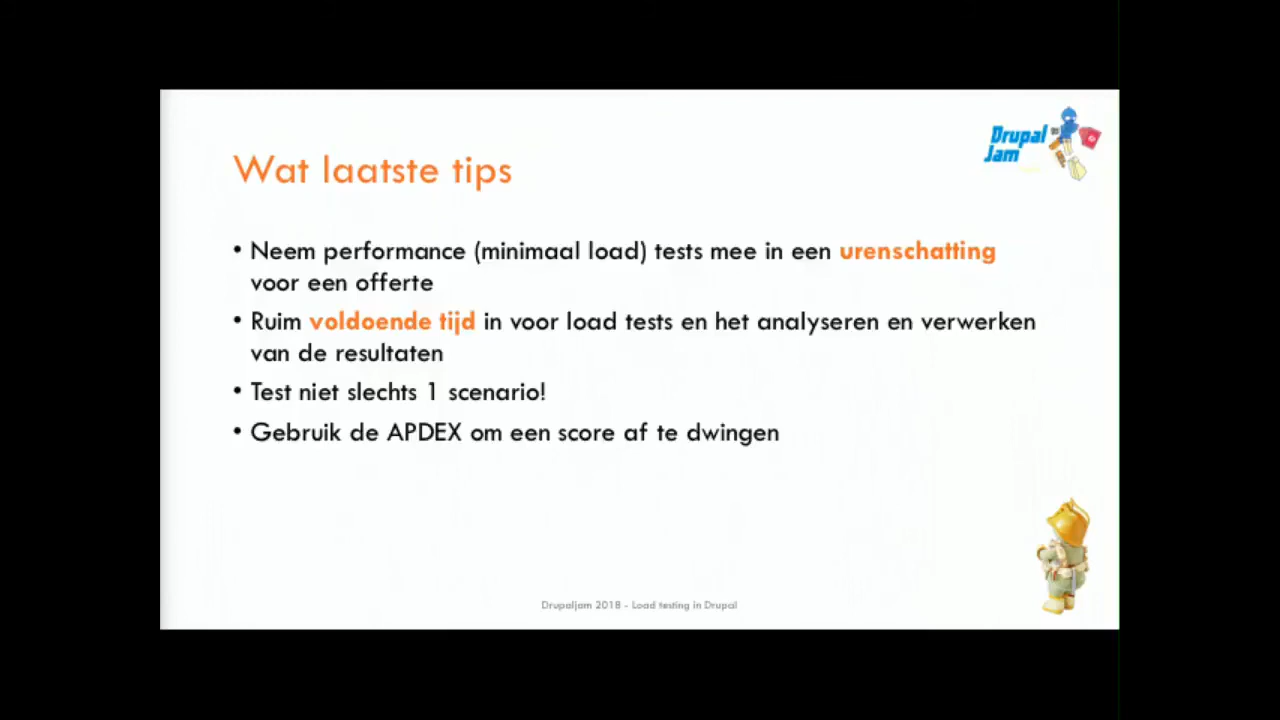 Drupal
Jam
Wat laatste tips
• Neem performance (minimaal load) tests mee in een urenschatting
voor een offerte
• Ruim voldoende tijd in voor load tests en het analyseren en verwerken
van de resultaten
• Test niet slechts 1 scenario!
• Gebruik de APDEX om een score af te dwingen
Drupaljam 2018 - Load testing in Drupal